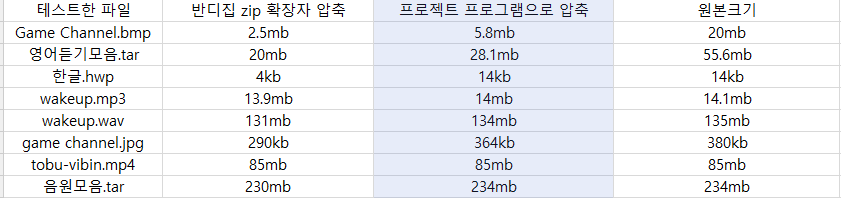 테스트한 파일 반디집 zip 확장자 압축 프로젝트 프로그램으로 압축 원본크기
Game Channel.bmp 2.5mb 5.8mb 20mb
영어듣기모음.tar 20mb 28.1mb 55.6mb
한글.hwp 4kb 14kb 14kb
wakeup.mp3 13.9mb 14mb 14.1mb
wakeup.wav 131mb 134mb 135mb
game channel.jpg 290kb 364kb 380kb
tobu-vibin.mp4 85mb 85mb 85mb
음원모음.tar 230mb 234mb 234mb